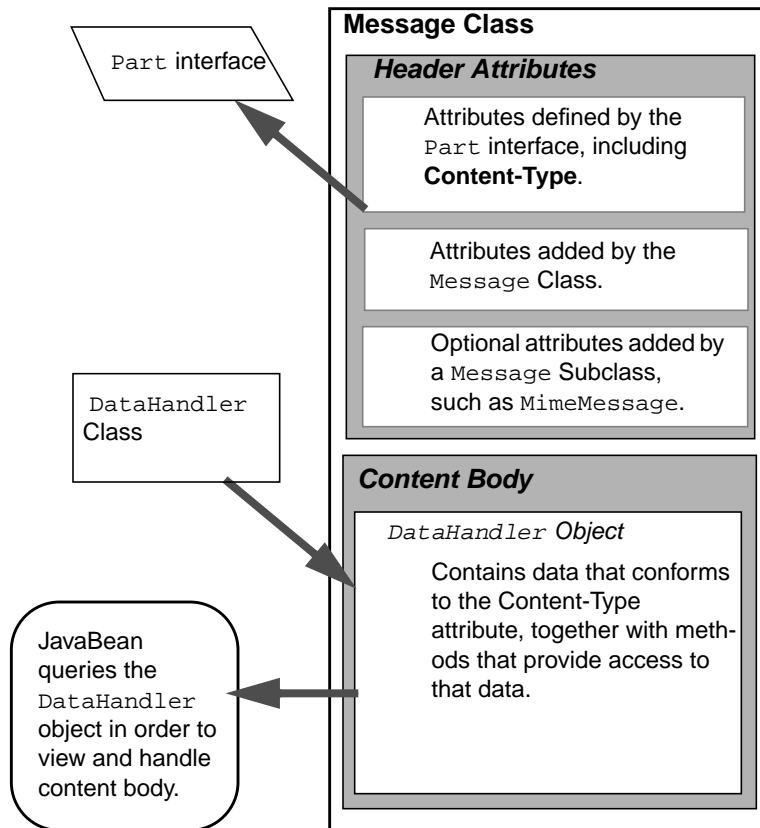 Message Class
Part interface
Header Attributes
Attributes defined by the
Part interface, including
Content-Type.
Attributes added by the
Message Class.
Optional attributes added by
a Message Subclass,
such as MimeMessage.
DataHandler
Class
Content Body
DataHandler Object
Contains data that conforms
to the Content-Type
attribute, together with meth-
ods that provide access to
that data.
JavaBean
queries the
DataHandler
object in order to
view and handle
content body.